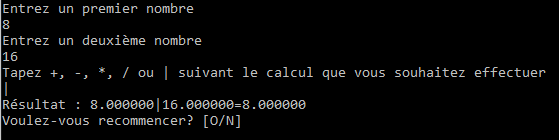 Entrez un premier nombre
8
Entrez un deuxième nombre
16
Tapez +, -, *, / ou | suivant le calcul que vous souhaitez effectuer
|
Résultat : 8.000000|16.000000=8.000000
Voulez-vous recommencer? [O/N]